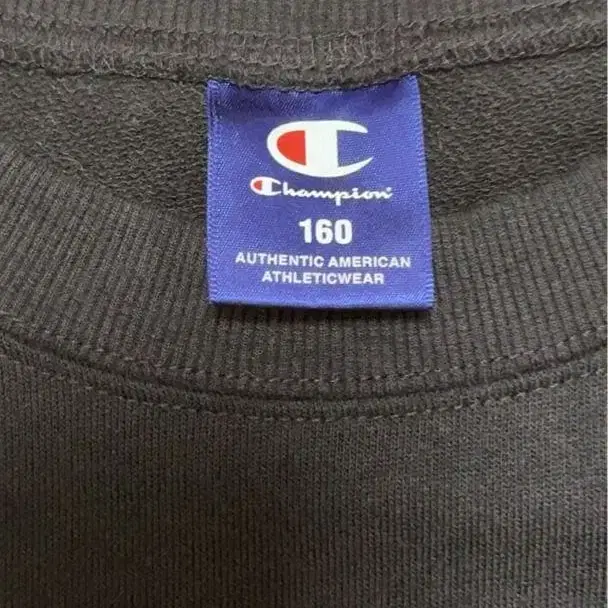 Champion
160
AUTHENTIC AMERICAN
ATHLETICWEAR